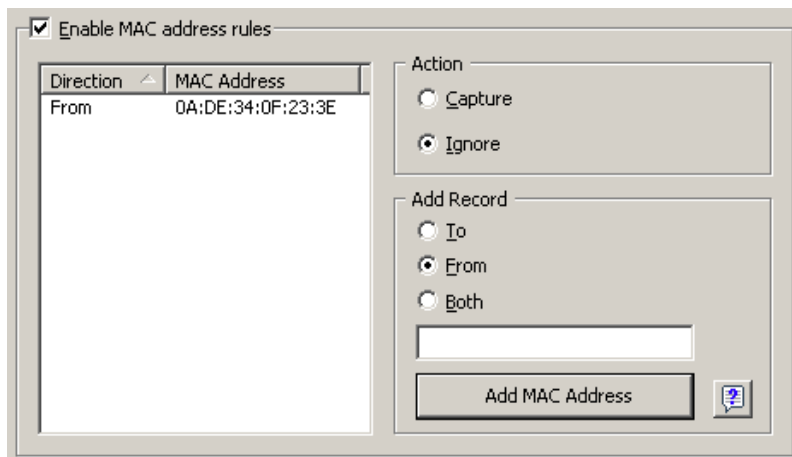 Enable MAC address rules
Direction MAC Address
From 0A:DE:34:0F:23:3E
Action
Capture
Ignore
Add Record
To
From
Both
Add MAC Address
?